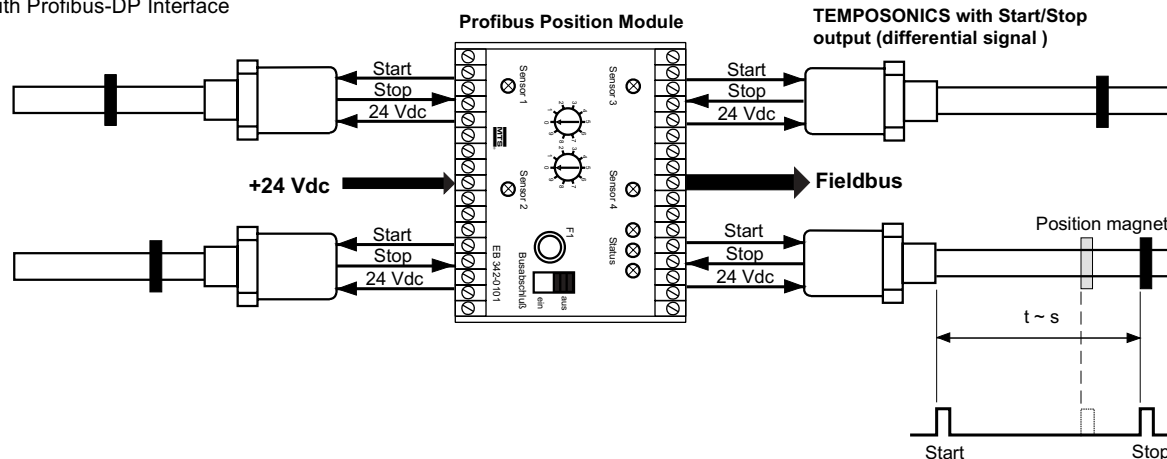 ith Profibus-DP Interface
Profibus Position Module
TEMPOSONICS with Start/Stop
output (differential signal )
Start
Stop
24 Vdc
Sensor 1
Sensor 3
Start
Stop
24 Vdc
MTS
+24 Vdc
Sensor 2
Sensor 4
Fieldbus
Start
Stop
24 Vdc
EB 342-0101
Busabschluß
F1
ein
aus
Status
Start
Stop
24 Vdc
Position magnet
t ~ s
Start
Stop